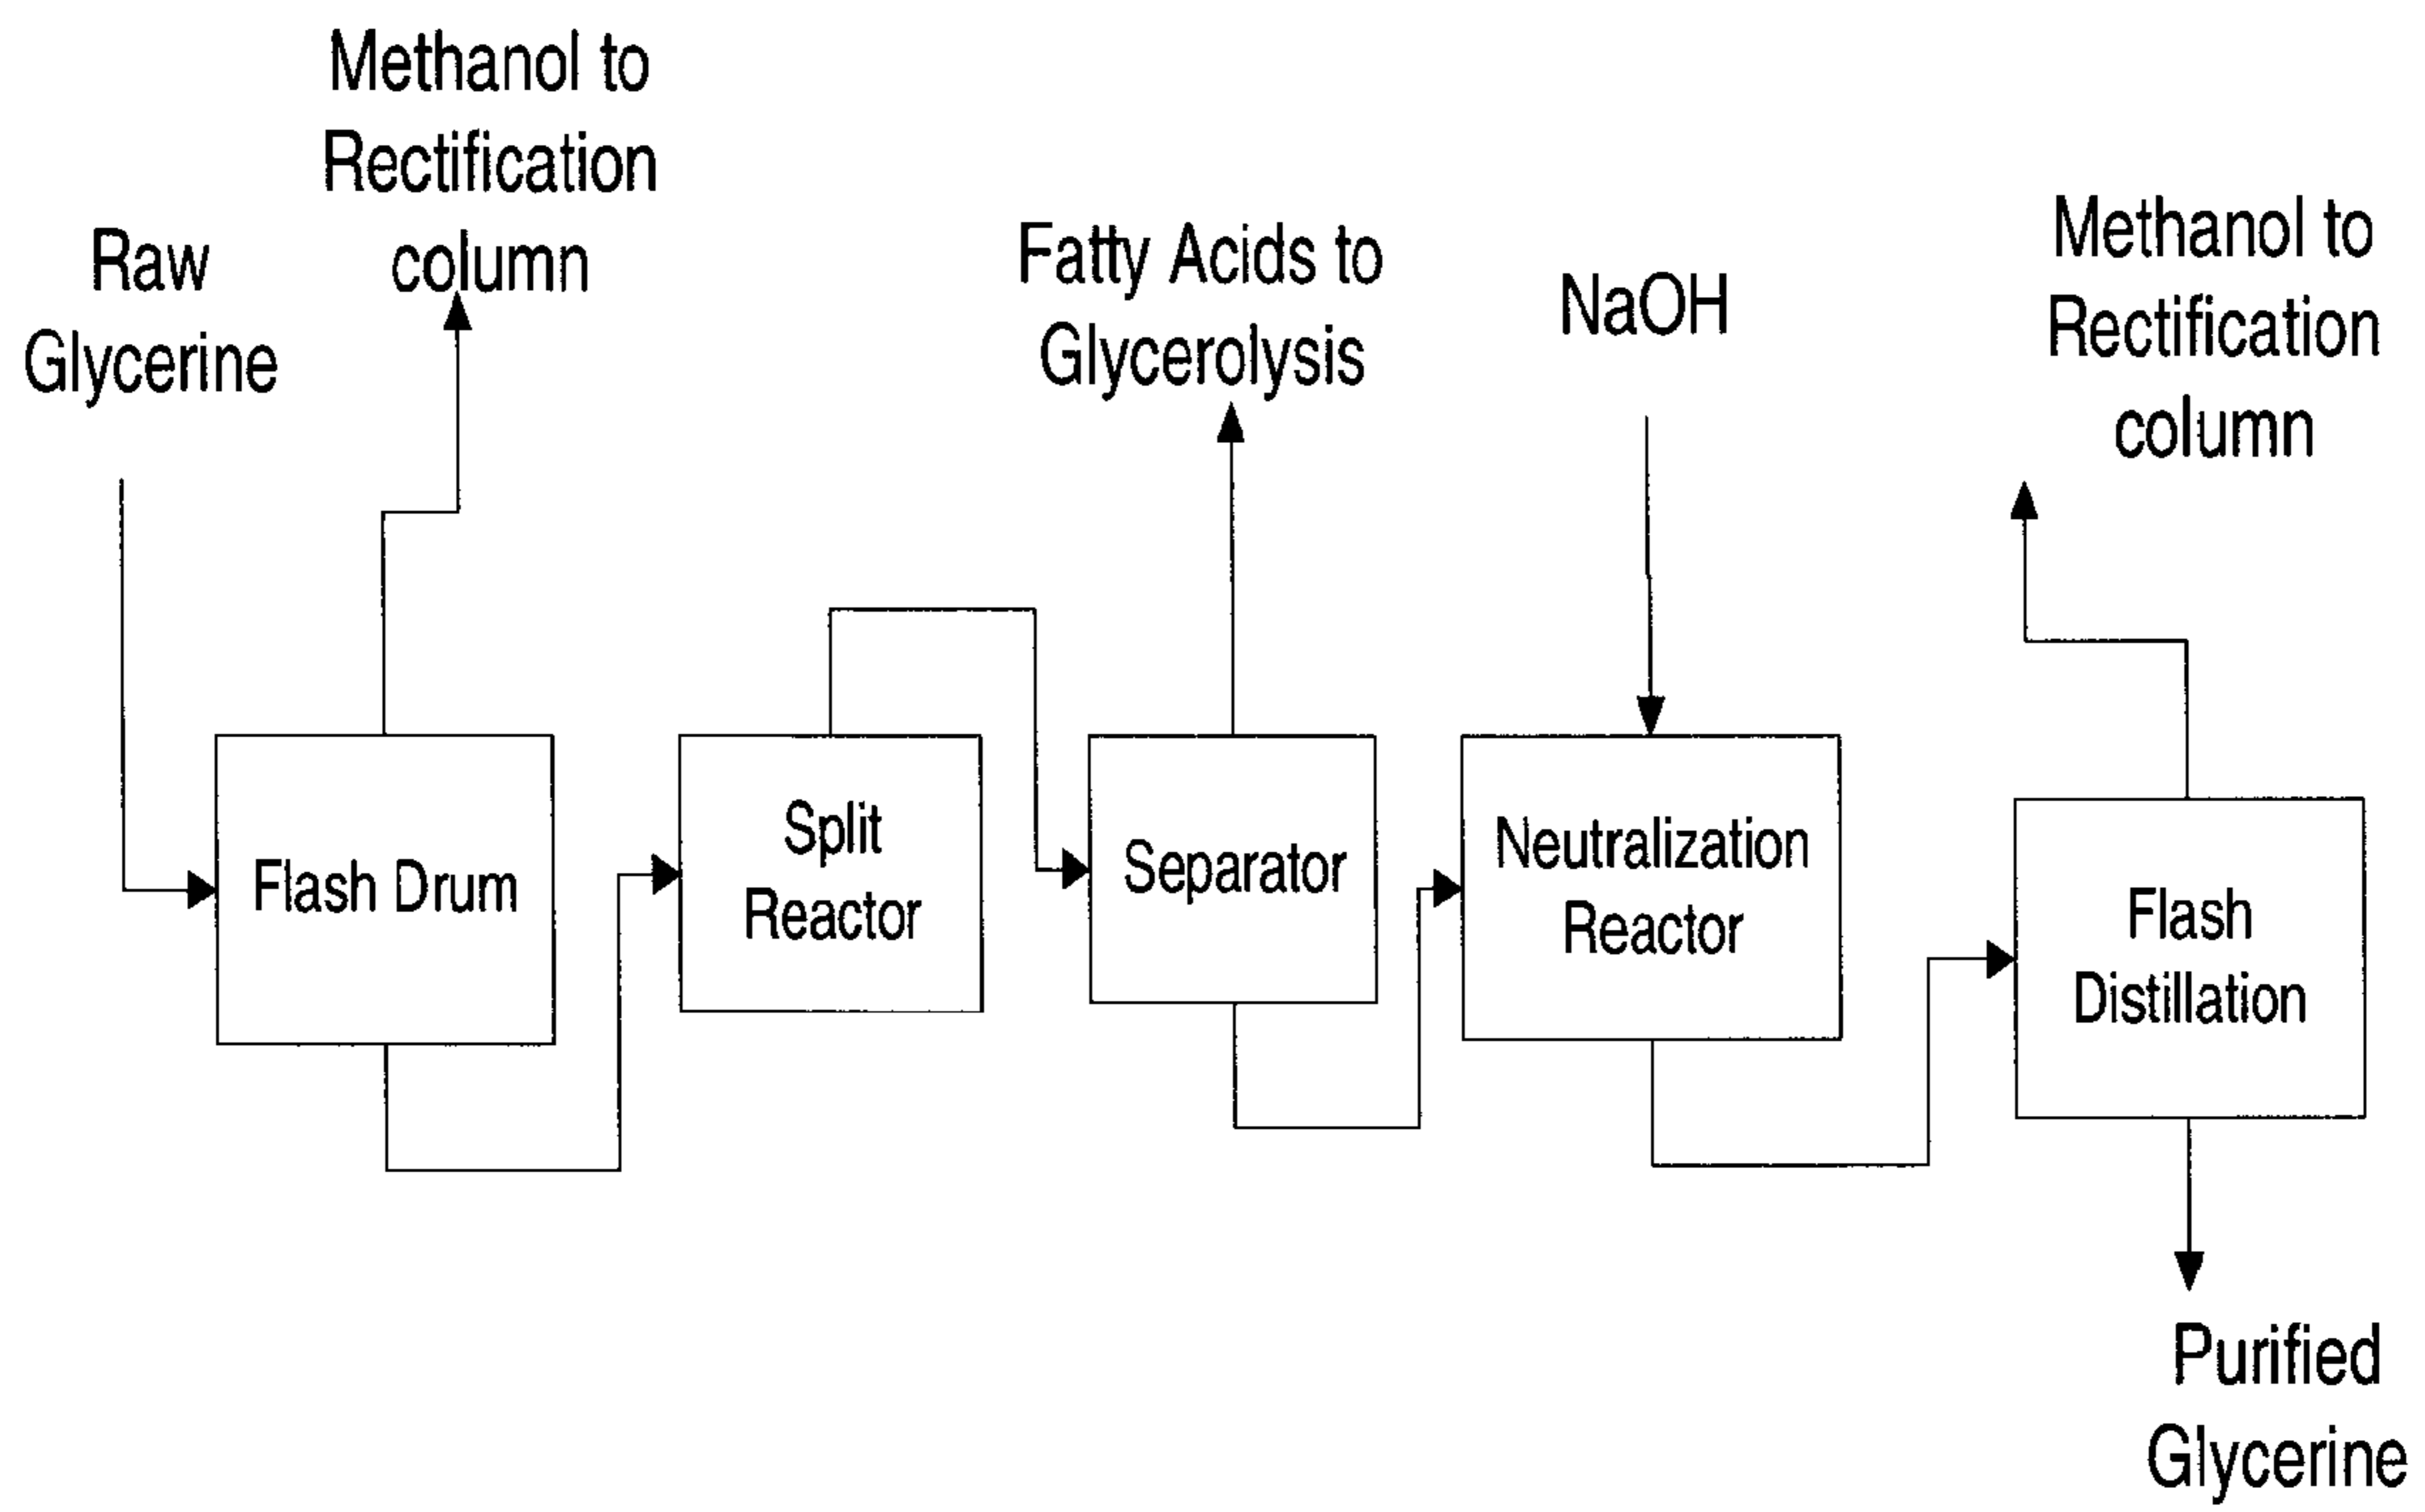 Methanol to
Rectification
column
Raw
Glycerine
Fatty Acids to
Glycerolysis
NaOH
Methanol to
Rectification
column
Flash Drum
Split
Reactor
Separator
Neutralization
Reactor
Flash
Distillation
Purified
Glycerine